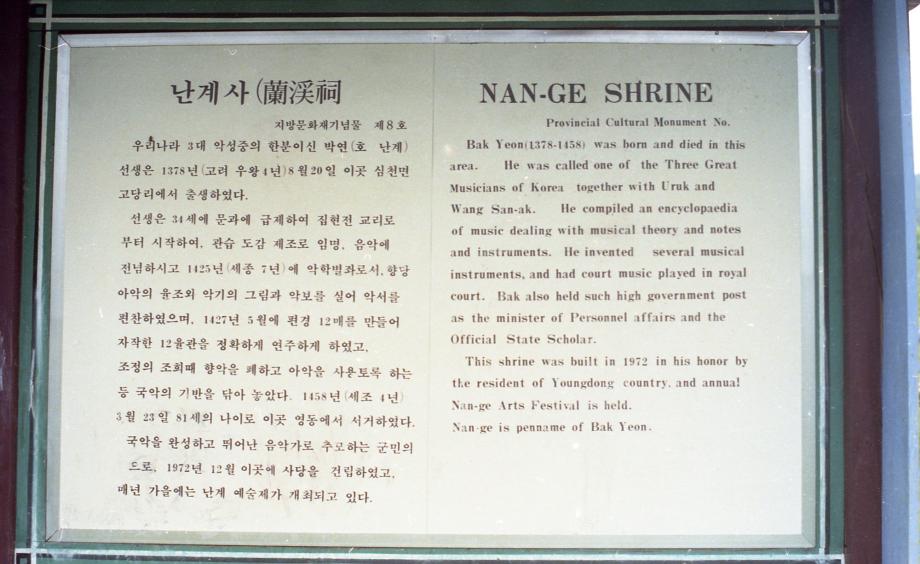 난계사(蘭渓祠
지방문화재기념물 제8호
우리나라 3대 악성중의 한분이신 박연(호 난계)
선생은 1378년(고려 우왕 4년)8월20일 이곳 심천면
고당리에서 출생하였다.
선생은 34세에 문과에 급제하여 집현전 교리로
부터 시작하여, 관습 도감 제조로 임명, 음악에
전념하시고 1425년(세종 7년)에 악학별좌로서,향당
아악의 율조외 악기의 그림과 악보를 실어 악서를
편찬하였으며, 1427년 5월에 편경 12매를 만들어
자작한 12율관을 정확하게 연주하게 하였고,
조정의 조회때 향악을 폐하고 아악을 사용토록 하는
등 국악의 기반을 닦아 놓았다. 1458년(세조 4년)
3월 23일 81세의 나이로 이곳 영동에서 서거하였다.
국악을 완성하고 뛰어난 음악가로 추모하는 군민의
으로, 1972년 12월 이곳에 사당을 건립하였고,
매년 가을에는 난계 예술제가 개최되고 있다.
NAN-GE SHRINE
Provincial Cultural Monument No.
Bak Yeon(1378-1458) was born and died in this
area. He was called one of the Three Great
Musicians of Korea together with Uruk and
Wang San-ak. He compiled an encyclopaedia
of music dealing with musical theory and notes
and instruments. He invented several musical
instruments, and had court music played in royal
court. Bak also held such high government post
as the minister of Personnel affairs and the
Official State Scholar.
This shrine was built in 1972 in his honor by
the resident of Youngdong country, and annual
Nan-ge Arts Festival is held.
Nan-ge is penname of Bak Yeon.